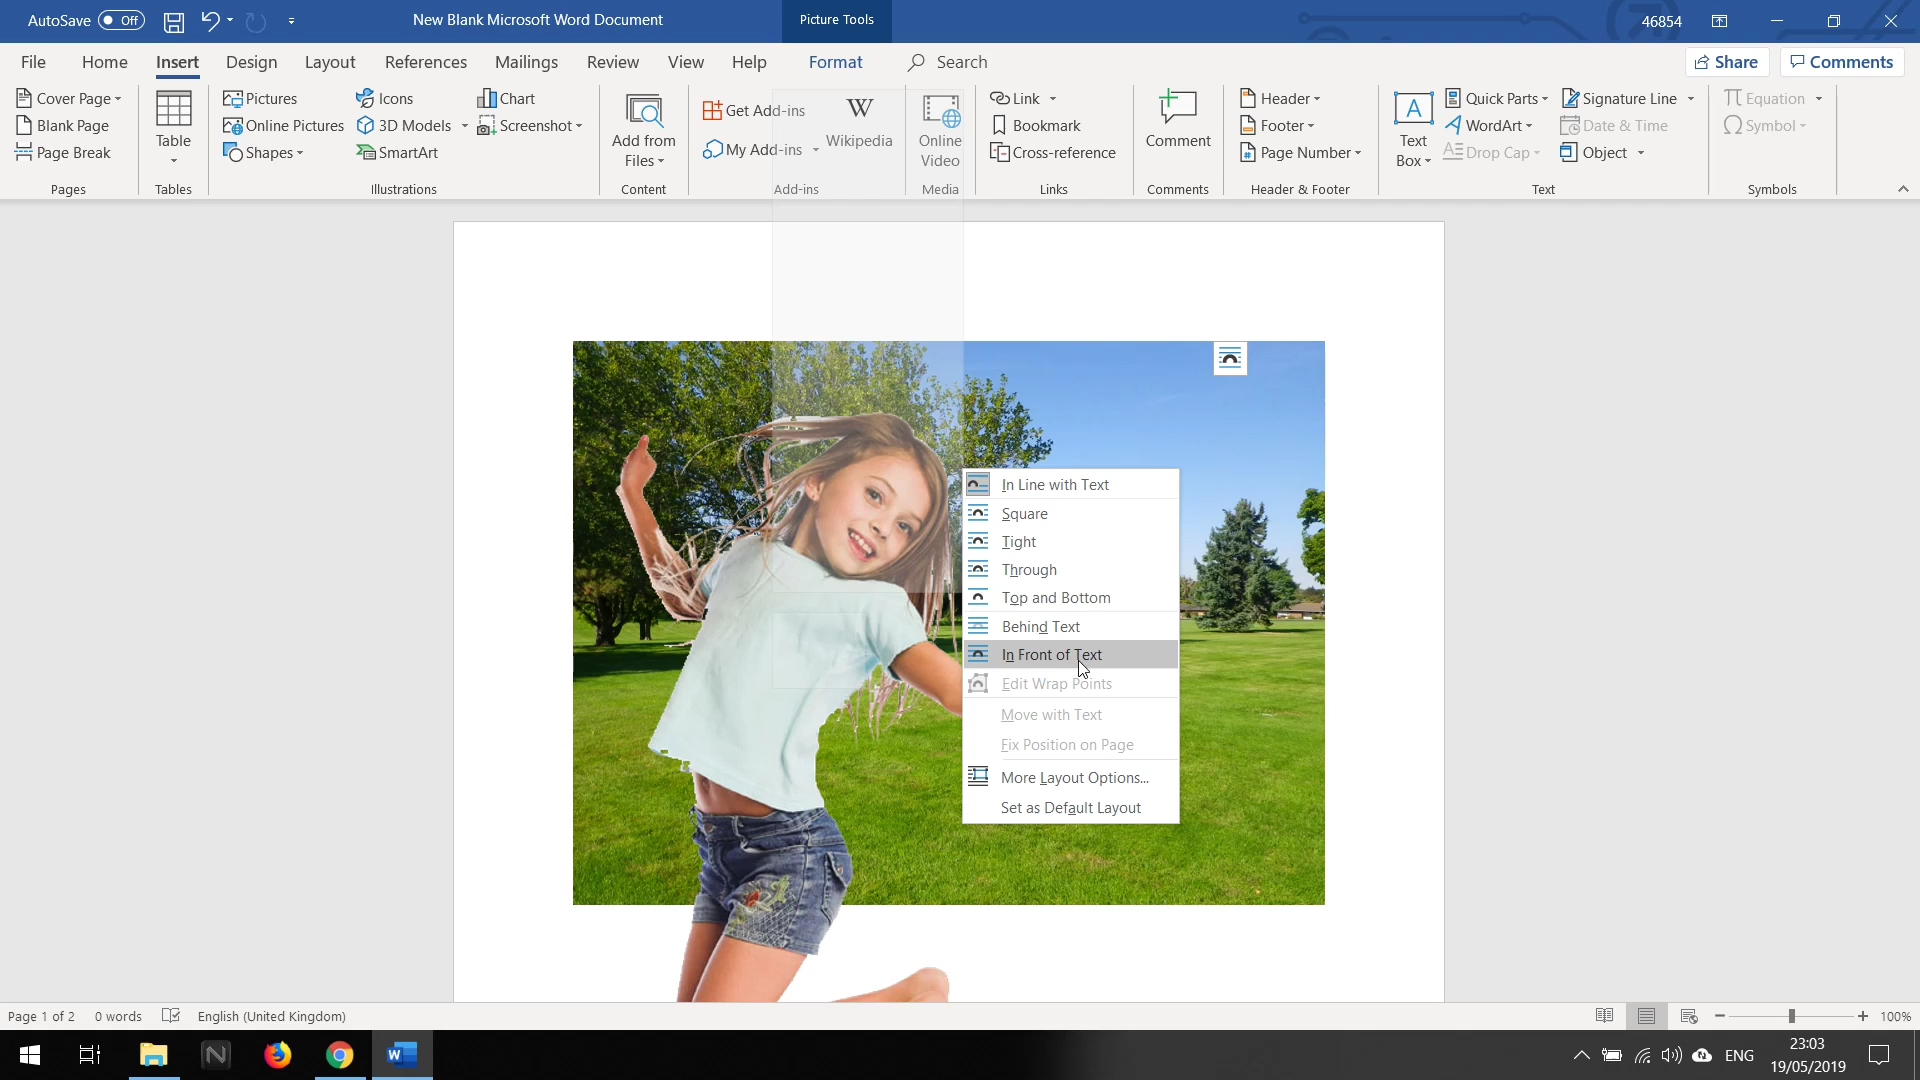 AutoSave Off New Blank Microsoft Word Document Picture Tools 46854
File Home Insert Design Layout References Mailings Review View Help Format Search Share Comments
Cover Page
Blank Page
Page Break
Pages
Table
Tables
Pictures Icons Chart
Online Pictures 3D Models Screenshot
Shapes SmartArt
Illustrations
Add from
Files
Content
Get Add-ins
My Add-ins
W
Wikipedia
Add-ins
Online
Video
Media
Link
Bookmark
Cross-reference
Links
Comment
Comments
Header
Footer
Page Number
Header & Footer
A
Text
Box
Quick Parts Signature Line
WordArt Date & Time
Drop Cap Object
Text
Equation
Symbol
Symbols
In Line with Text
Square
Tight
Through
Top and Bottom
Behind Text
In Front of Text
Edit Wrap Points
Move with Text
Fix Position on Page
More Layout Options...
Set as Default Layout
Page 1 of 2 0 words English (United Kingdom) 100%
N W ENG 23:03
19/05/2019